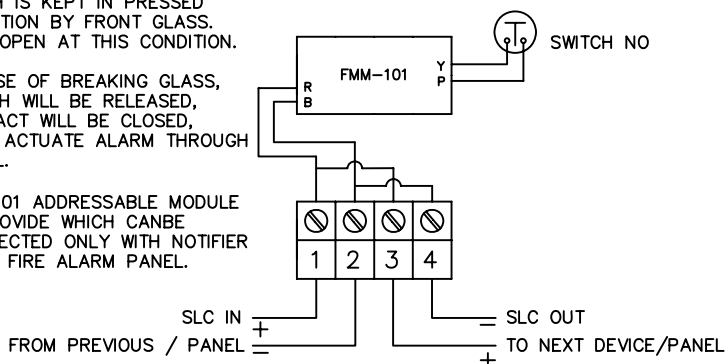 IS KEPT IN PRESSED
TION BY FRONT GLASS.
OPEN AT THIS CONDITION.
SE OF BREAKING GLASS,
H WILL BE RELEASED,
ACT WILL BE CLOSED,
ACTUATE ALARM THROUGH
L.
01 ADDRESSABLE MODULE
OVIDE WHICH CANBE
ECTED ONLY WITH NOTIFIER
FIRE ALARM PANEL.
FMM-101
R
B
Y
P
SWITCH NO
1 2 3 4
SLC IN +
FROM PREVIOUS / PANEL –
– SLC OUT
+ TO NEXT DEVICE/PANEL